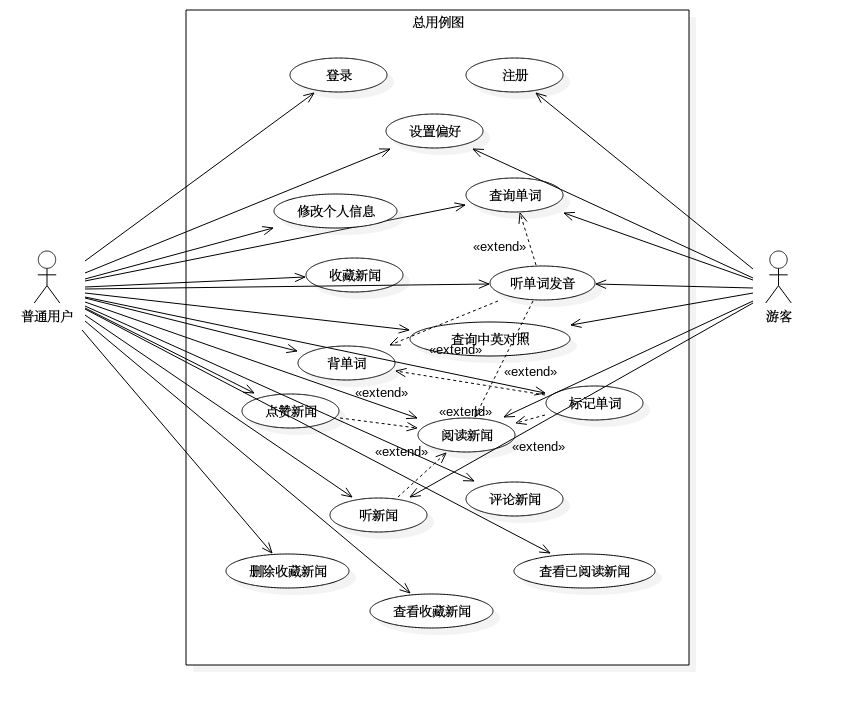 总用例图
登录
注册
设置偏好
查询单词
修改个人信息
«extend»
收藏新闻
听单词发音
普通用户
游客
查询中英对照
«extend»
背单词
«extend»
«extend»
标记单词
点赞新闻
«extend»
阅读新闻
«extend»
«extend»
评论新闻
听新闻
删除收藏新闻
查看已阅读新闻
查看收藏新闻